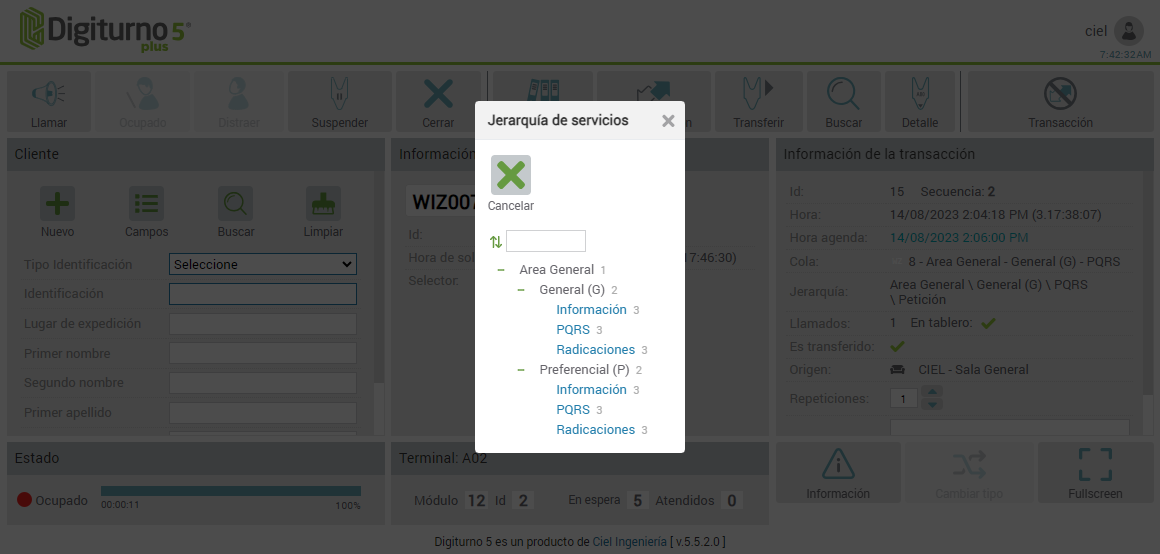 Digiturno 5®
plus
ciel
7:42:32AM
Llamar
Ocupado
Distraer
Suspender
Cerrar
Transferir
Buscar
Detalle
Transacción
Jerarquía de servicios
Cancelar
Area General 1
General (G) 2
Información 3
PQRS 3
Radicaciones 3
Preferencial (P) 2
Información 3
PQRS 3
Radicaciones 3
Cliente
Nuevo
Campos
Buscar
Limpiar
Tipo Identificación
Seleccione
Identificación
Lugar de expedición
Primer nombre
Segundo nombre
Primer apellido
Información
WIZ007
Id:
Hora de sol
7:46:30)
Selector:
Información de la transacción
Id: 15 Secuencia: 2
Hora: 14/08/2023 2:04:18 PM (3.17:38:07)
Hora agenda: 14/08/2023 2:06:00 PM
Cola: 8 - Area General - General (G) - PQRS
Jerarquía: Area General \ General (G) \ PQRS
\ Petición
Llamados: 1 En tablero:
Es transferido:
Origen: CIEL - Sala General
Repeticiones: 1
Estado
Ocupado
00:00:11 100%
Terminal: A02
Módulo 12 Id 2 En espera 5 Atendidos 0
Información
Cambiar tipo
Fullscreen
Digiturno 5 es un producto de Ciel Ingeniería [ v.5.5.2.0 ]